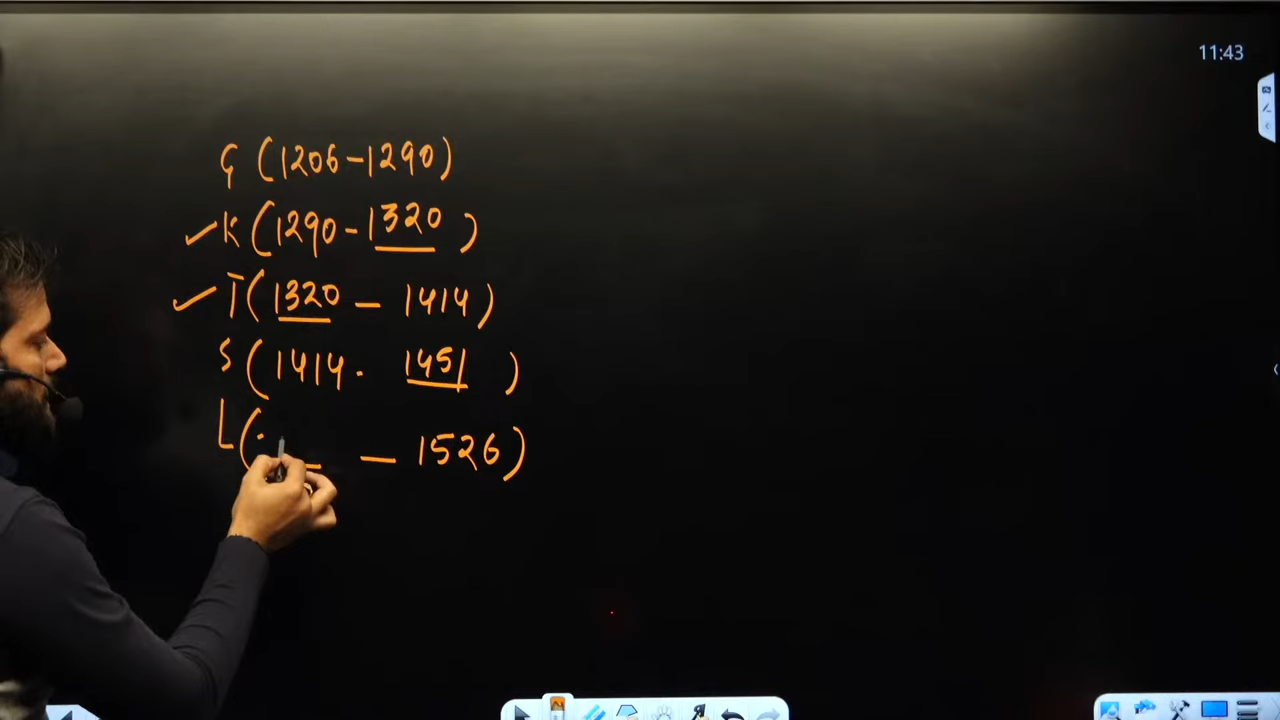 11:43
G (1206-1290)
✓ K (1290-1320)
✓ T (1320 - 1414)
S (1414. 1451)
L ( - 1526)